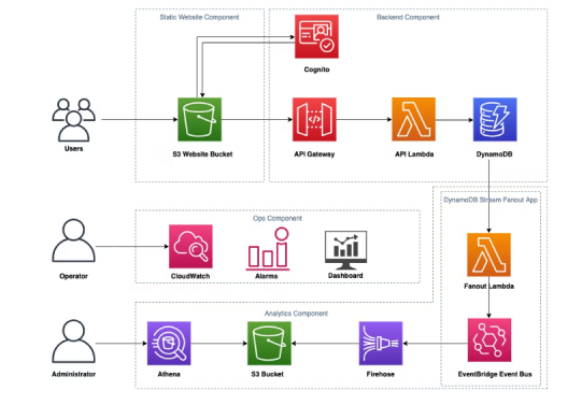 Static Website Component
Backend Component
Cognito
Users
S3 Website Bucket
API Gateway
API Lambda
DynamoDB
DynamoDB Stream Fanout App
Ops Component
Operator
CloudWatch
Alarms
Dashboard
Fanout Lambda
Analytics Component
Administrator
Athena
S3 Bucket
Firehose
EventBridge Event Bus